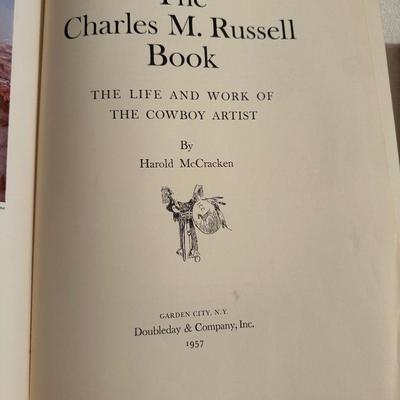 The
Charles M. Russell
Book
THE LIFE AND WORK OF
THE COWBOY ARTIST
By
Harold McCracken
GARDEN CITY, N.Y.
Doubleday & Company, Inc.
1957